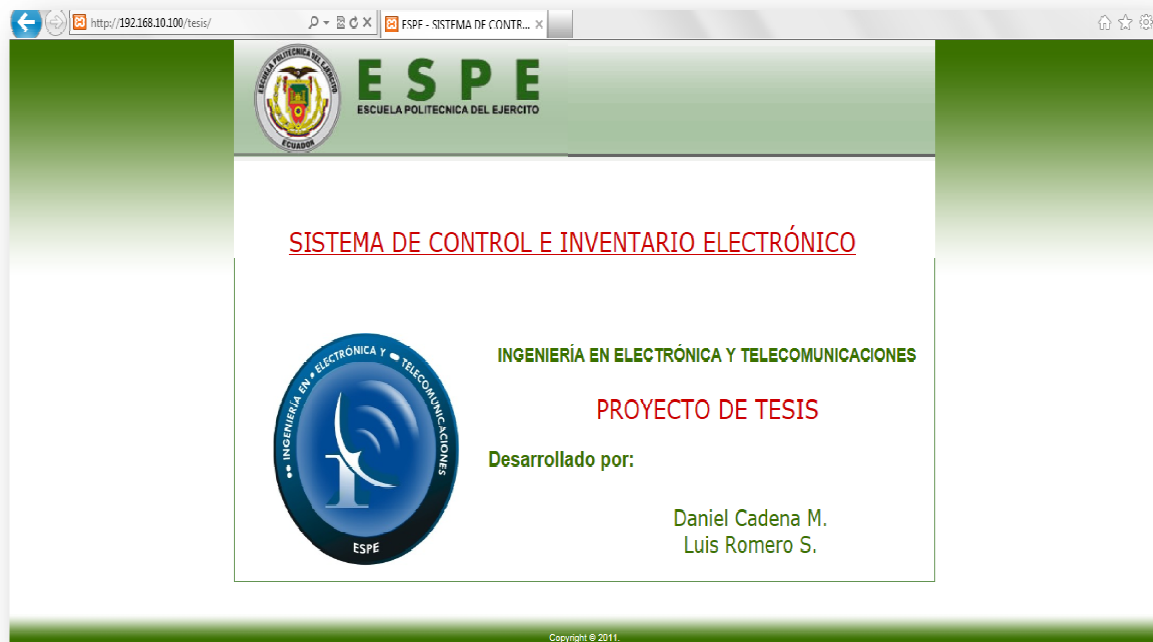 http://192.168.10.100/tesis/
ESPE - SISTEMA DE CONTR...
ESCUELA POLITECNICA DEL EJERCITO
ECUADOR
E S P E
ESCUELA POLITECNICA DEL EJERCITO
SISTEMA DE CONTROL E INVENTARIO ELECTRÓNICO
INGENIERÍA EN ELECTRÓNICA Y TELECOMUNICACIONES
ESPE
INGENIERÍA EN ELECTRÓNICA Y TELECOMUNICACIONES
PROYECTO DE TESIS
Desarrollado por:
Daniel Cadena M.
Luis Romero S.
Copyright © 2011.